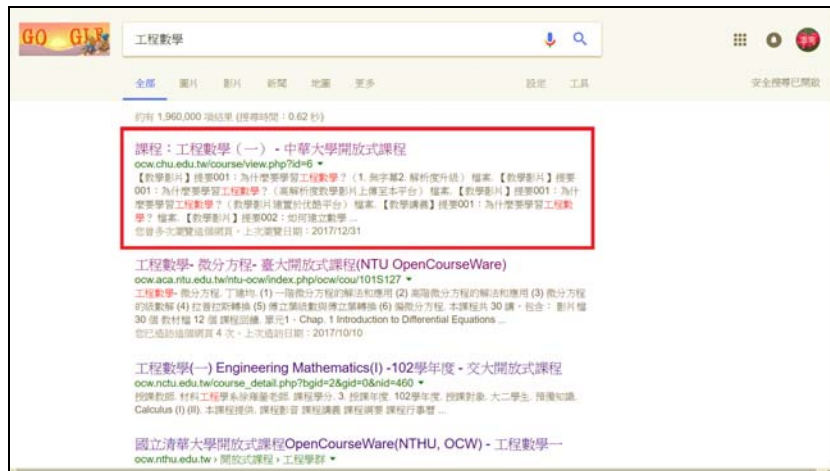 GO GLE
工程數學
全部 圖片 影片 新聞 地圖 更多 設定 工具 安全搜尋已開啟
約有 1,960,000 項結果 (搜尋時間：0.62 秒)
課程：工程數學（一） - 中華大學開放式課程
ocw.chu.edu.tw/course/view.php?id=6
【教學影片】提要001：為什麼要學習工程數學？（1. 無字幕2. 解析度升級） 檔案. 【教學影片】提要
001：為什麼要學習工程數學？（高解析度教學影片上傳至本平台） 檔案. 【教學影片】提要001：為什
麼要學習工程數學？（教學影片建置於优酷平台） 檔案. 【教學講義】提要001：為什麼要學習工程數
學？ 檔案. 【教學影片】提要002：如何建立數學 ...
您曾多次瀏覽這個網頁。上次瀏覽日期：2017/12/31
工程數學- 微分方程- 臺大開放式課程(NTU OpenCourseWare)
ocw.aca.ntu.edu.tw/ntu-ocw/index.php/ocw/cou/101S127
工程數學- 微分方程. 丁建均. (1) 一階微分方程的解法和應用 (2) 高階微分方程的解法和應用 (3) 微分方程
的級數解 (4) 拉普拉斯轉換 (5) 傅立葉級數與傅立葉轉換 (6) 偏微分方程. 本課程共 30 講，包含： 影片檔
30 個 教材檔 12 個 課程回饋. 單元1．Chap. 1 Introduction to Differential Equations ...
您已造訪這個網頁 4 次。上次造訪日期：2017/10/10
工程數學(一) Engineering Mathematics(I) -102學年度 - 交大開放式課程
ocw.nctu.edu.tw/course_detail.php?bgid=2&gid=0&nid=460
授課教師. 材料工程學系徐雍鎣老師. 課程學分. 3. 授課年度. 102學年度. 授課對象. 大二學生. 預備知識.
Calculus (I) (II). 本課程提供. 課程影音 課程講義 課程綱要 課程行事曆 ...
國立清華大學開放式課程OpenCourseWare(NTHU, OCW) - 工程數學一
ocw.nthu.edu.tw › 開放式課程 › 工程學群